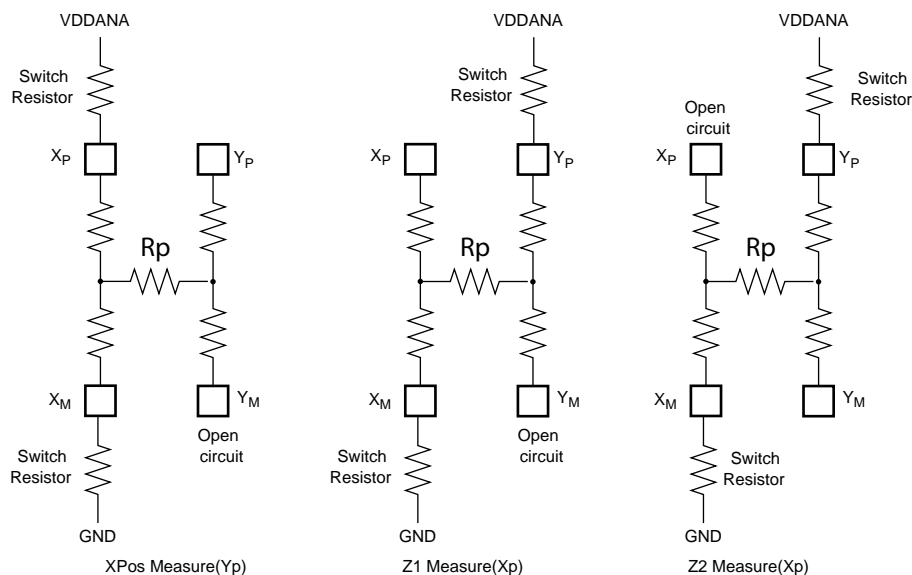 VDDANA
Switch
Resistor
XP
YP
Rp
XM
YM
Open
circuit
Switch
Resistor
GND
XPos Measure(Yp)
VDDANA
Switch
Resistor
XP
YP
Rp
XM
YM
Open
circuit
Switch
Resistor
GND
Z1 Measure(Xp)
VDDANA
Switch
Resistor
Open
circuit
XP
YP
Rp
XM
YM
Switch
Resistor
GND
Z2 Measure(Xp)